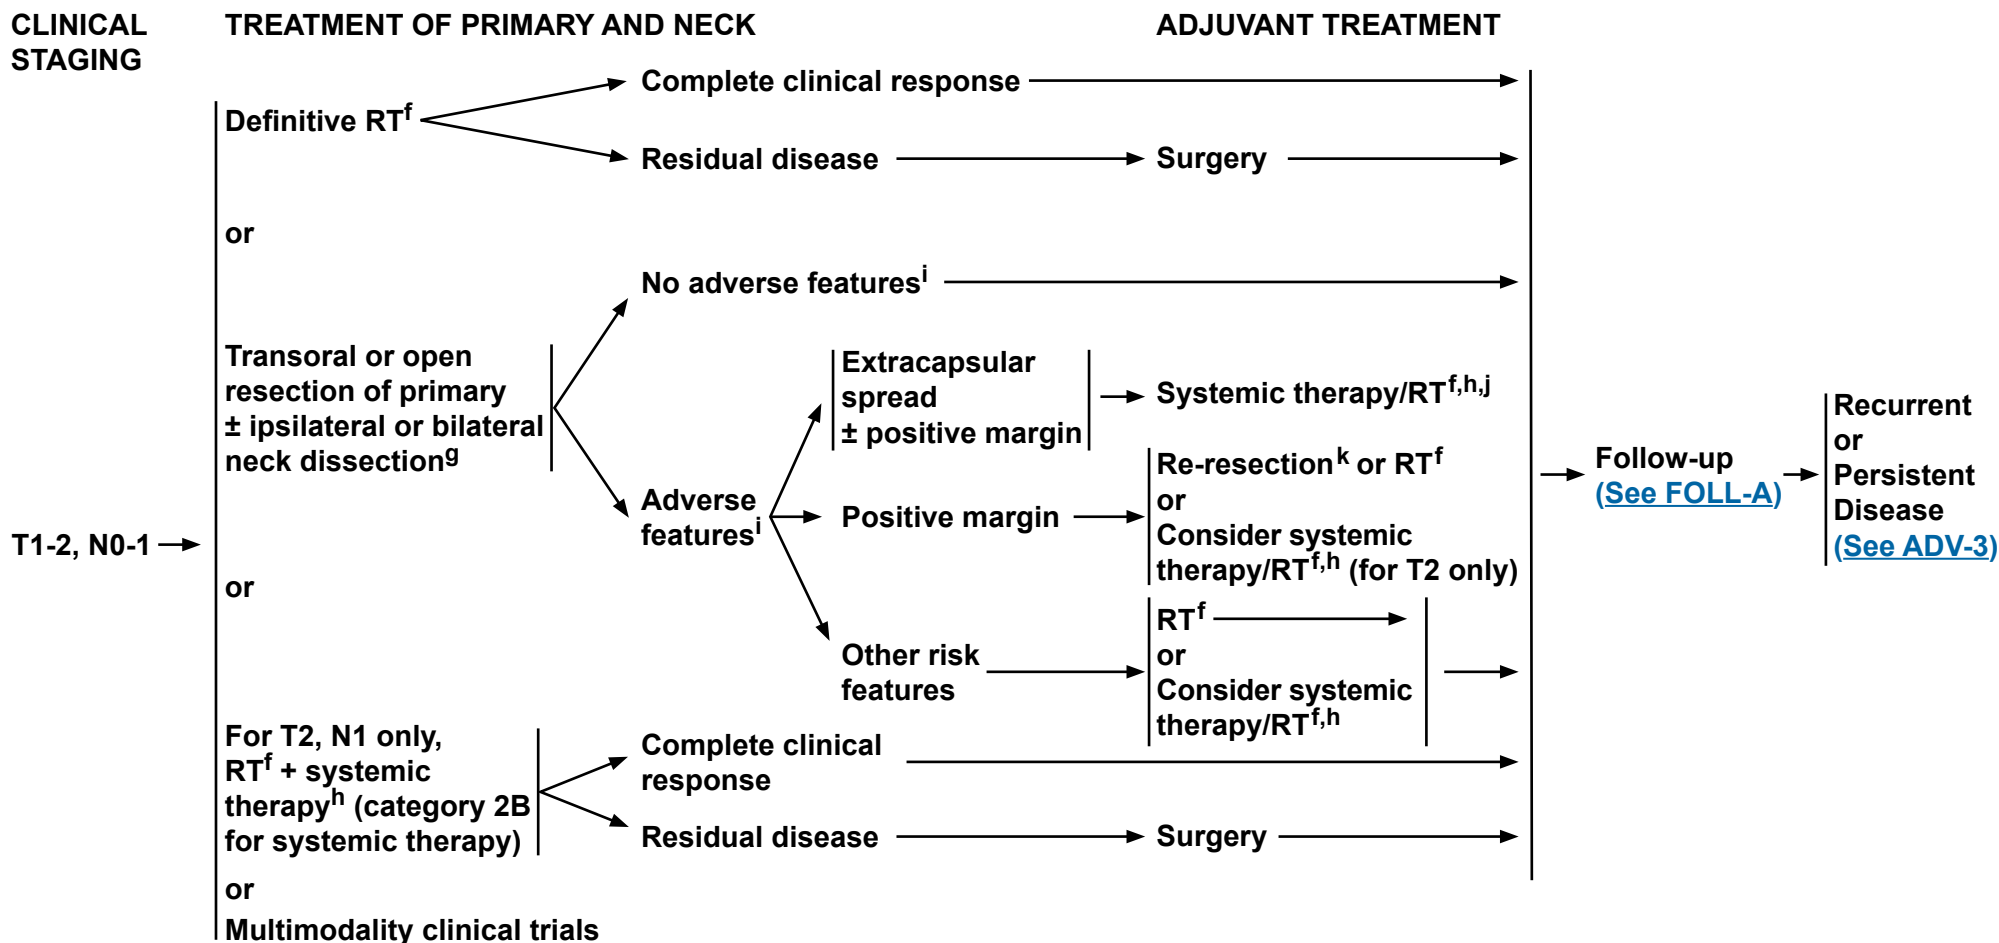 CLINICAL
STAGING
TREATMENT OF PRIMARY AND NECK
ADJUVANT TREATMENT
T1-2, N0-1
Definitive RTf
Complete clinical response
Residual disease
Surgery
or
Transoral or open
resection of primary
± ipsilateral or bilateral
neck dissectiong
No adverse featuresi
Adverse
featuresi
Extracapsular
spread
± positive margin
Systemic therapy/RTf,h,j
Positive margin
Re-resectionk or RTf
or
Consider systemic
therapy/RTf,h (for T2 only)
Other risk
features
RTf
or
Consider systemic
therapy/RTf,h
or
For T2, N1 only,
RTf + systemic
therapyh (category 2B
for systemic therapy)
Complete clinical
response
Residual disease
Surgery
or
Multimodality clinical trials
Follow-up
(See FOLL-A)
Recurrent
or
Persistent
Disease
(See ADV-3)